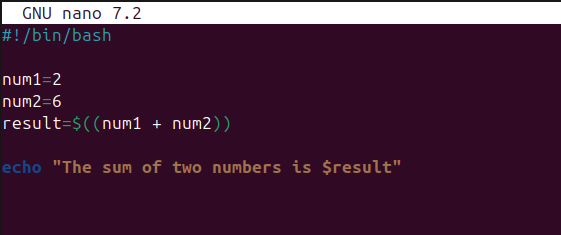 GNU nano 7.2
#!/bin/bash
num1=2
num2=6
result=$((num1 + num2))
echo "The sum of two numbers is $result"